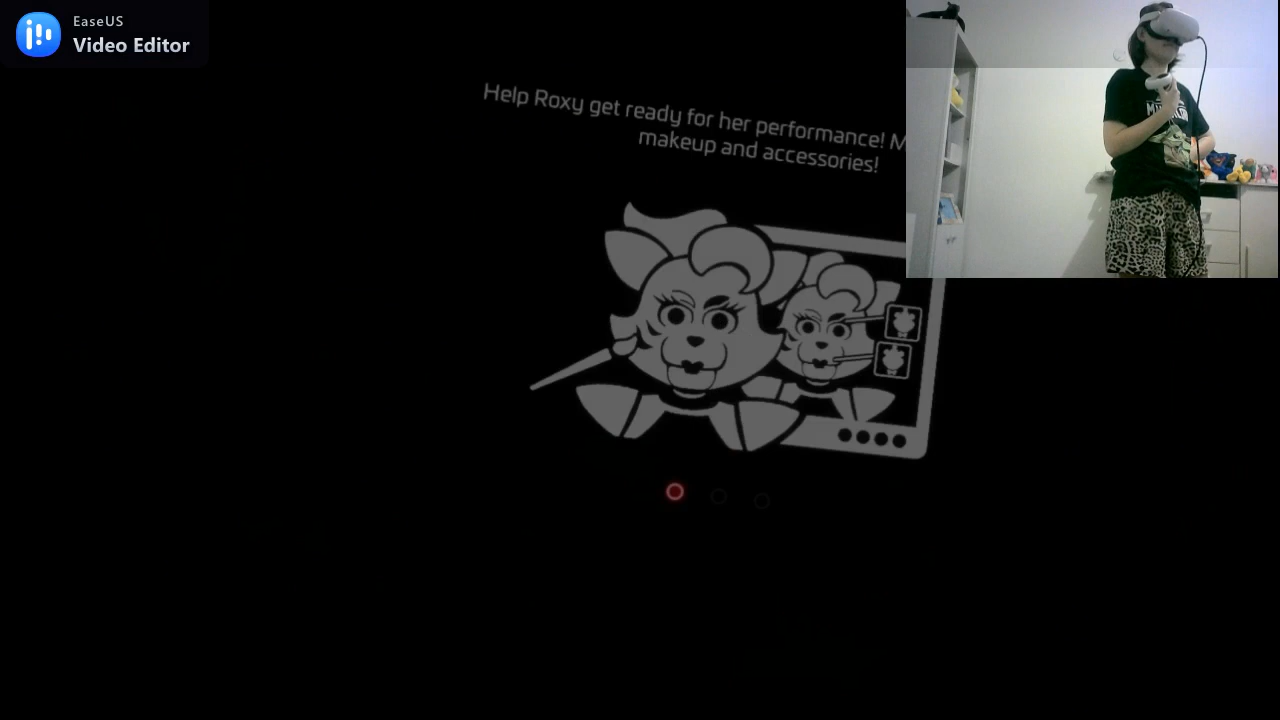 EaseUS
Video Editor
Help Roxy get ready for her performance!
makeup and accessories!